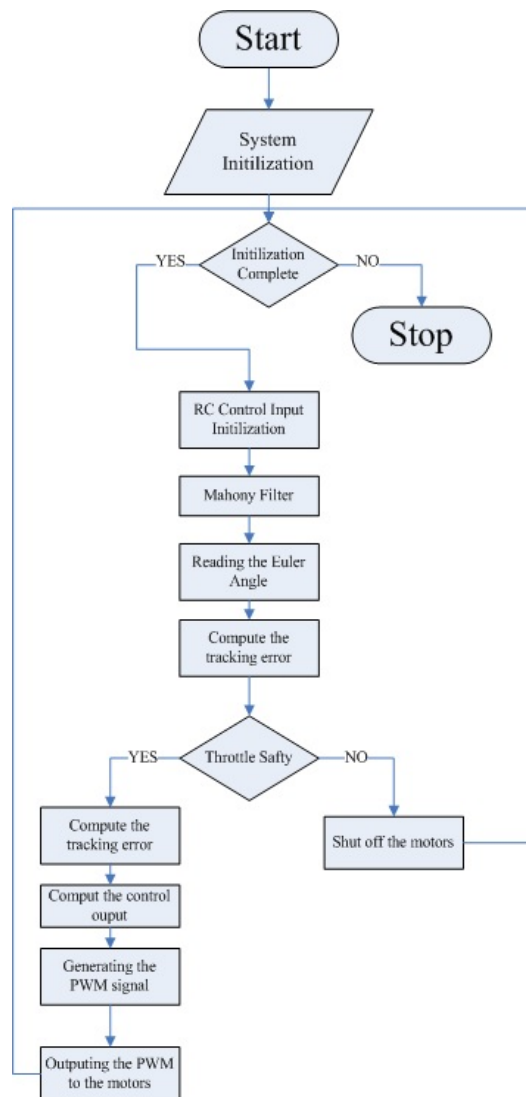 Start
System
Initilization
Initilization
Complete
YES
NO
Stop
RC Control Input
Initilization
Mahony Filter
Reading the Euler
Angle
Compute the
tracking error
Throttle Safty
YES
NO
Compute the
tracking error
Shut off the motors
Comput the control
ouput
Generating the
PWM signal
Outputing the PWM
to the motors